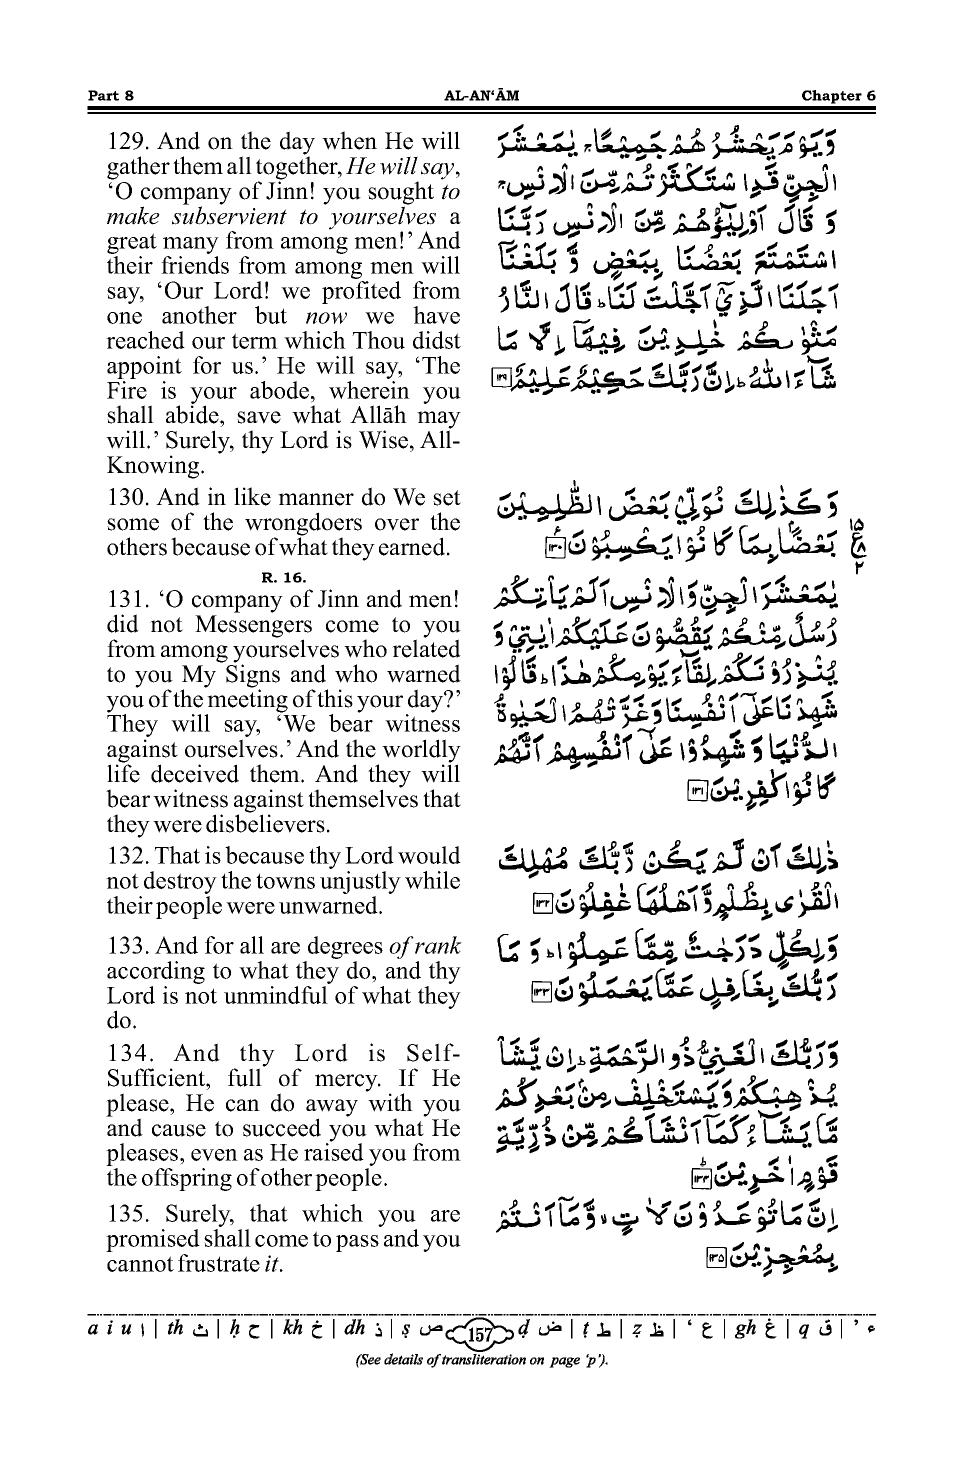 Part 8 AL-AN‘ĀM Chapter 6
129. And on the day when He will
gather them all together, He will say,
‘O company of Jinn! you sought to
make subservient to yourselves a
great many from among men!’ And
their friends from among men will
say, ‘Our Lord! we profited from
one another but now we have
reached our term which Thou didst
appoint for us.’ He will say, ‘The
Fire is your abode, wherein you
shall abide, save what Allāh may
will.’ Surely, thy Lord is Wise, All-
Knowing.
وَيَوْمَ يَحْشُرُهُمْ جَمِيْعًا ۚ يٰمَعْشَرَ
الْجِنِّ قَدِ اسْتَكْثَرْتُمْ مِّنَ الْاِنْسِ ۚ
وَ قَالَ اَوْلِيٰٓؤُهُمْ مِّنَ الْاِنْسِ رَبَّنَا
اسْتَمْتَعَ بَعْضُنَا بِبَعْضٍ وَّ بَلَغْنَآ
اَجَلَنَا الَّذِيْٓ اَجَّلْتَ لَنَا ؕ قَالَ النَّارُ
مَثْوٰىكُمْ خٰلِدِيْنَ فِيْهَآ اِلَّا مَا
شَآءَ اللّٰهُ ؕ اِنَّ رَبَّكَ حَكِيْمٌ عَلِيْمٌ ۱۲۹
130. And in like manner do We set
some of the wrongdoers over the
others because of what they earned.
وَ كَذٰلِكَ نُوَلِّيْ بَعْضَ الظّٰلِمِيْنَ
بَعْضًۢا بِمَا كَانُوْا يَكْسِبُوْنَ ۱۳۰
۱۵
ع ۸
۲
R. 16.
131. ‘O company of Jinn and men!
did not Messengers come to you
from among yourselves who related
to you My Signs and who warned
you of the meeting of this your day?’
They will say, ‘We bear witness
against ourselves.’ And the worldly
life deceived them. And they will
bear witness against themselves that
they were disbelievers.
يٰمَعْشَرَ الْجِنِّ وَالْاِنْسِ اَلَمْ يَاْتِكُمْ
رُسُلٌ مِّنْكُمْ يَقُصُّوْنَ عَلَيْكُمْ اٰيٰتِيْ وَ
يُنْذِرُوْنَكُمْ لِقَآءَ يَوْمِكُمْ هٰذَا ؕ قَالُوْا
شَهِدْنَا عَلٰٓى اَنْفُسِنَا وَغَرَّتْهُمُ الْحَيٰوةُ
الدُّنْيَا وَ شَهِدُوْا عَلٰٓى اَنْفُسِهِمْ اَنَّهُمْ
كَانُوْا كٰفِرِيْنَ ۱۳۱
132. That is because thy Lord would
not destroy the towns unjustly while
their people were unwarned.
ذٰلِكَ اَنْ لَّمْ يَكُنْ رَّبُّكَ مُهْلِكَ
الْقُرٰى بِظُلْمٍ وَّ اَهْلُهَا غٰفِلُوْنَ ۱۳۲
133. And for all are degrees of rank
according to what they do, and thy
Lord is not unmindful of what they
do.
وَلِكُلٍّ دَرَجٰتٌ مِّمَّا عَمِلُوْا ؕ وَ مَا
رَبُّكَ بِغَافِلٍ عَمَّا يَعْمَلُوْنَ ۱۳۳
134. And thy Lord is Self-
Sufficient, full of mercy. If He
please, He can do away with you
and cause to succeed you what He
pleases, even as He raised you from
the offspring of other people.
وَرَبُّكَ الْغَنِيُّ ذُو الرَّحْمَةِ ؕ اِنْ يَّشَاْ
يُذْهِبْكُمْ وَ يَسْتَخْلِفْ مِنْۢ بَعْدِكُمْ
مَّا يَشَآءُ كَمَآ اَنْشَاَكُمْ مِّنْ ذُرِّيَّةِ
قَوْمٍ اٰخَرِيْنَ ؕ ۱۳۴
135. Surely, that which you are
promised shall come to pass and you
cannot frustrate it.
اِنَّ مَا تُوْعَدُوْنَ لَاٰتٍ ۙ وَّ مَآ اَنْتُمْ
بِمُعْجِزِيْنَ ۱۳۵
a i u ا | th ث | ḥ ح | kh خ | dh ذ | ṣ ص 157 ḍ ض | ṭ ط | ẓ ظ | ‘ ع | gh غ | q ق | ’ ء
(See details of transliteration on page ‘p’).